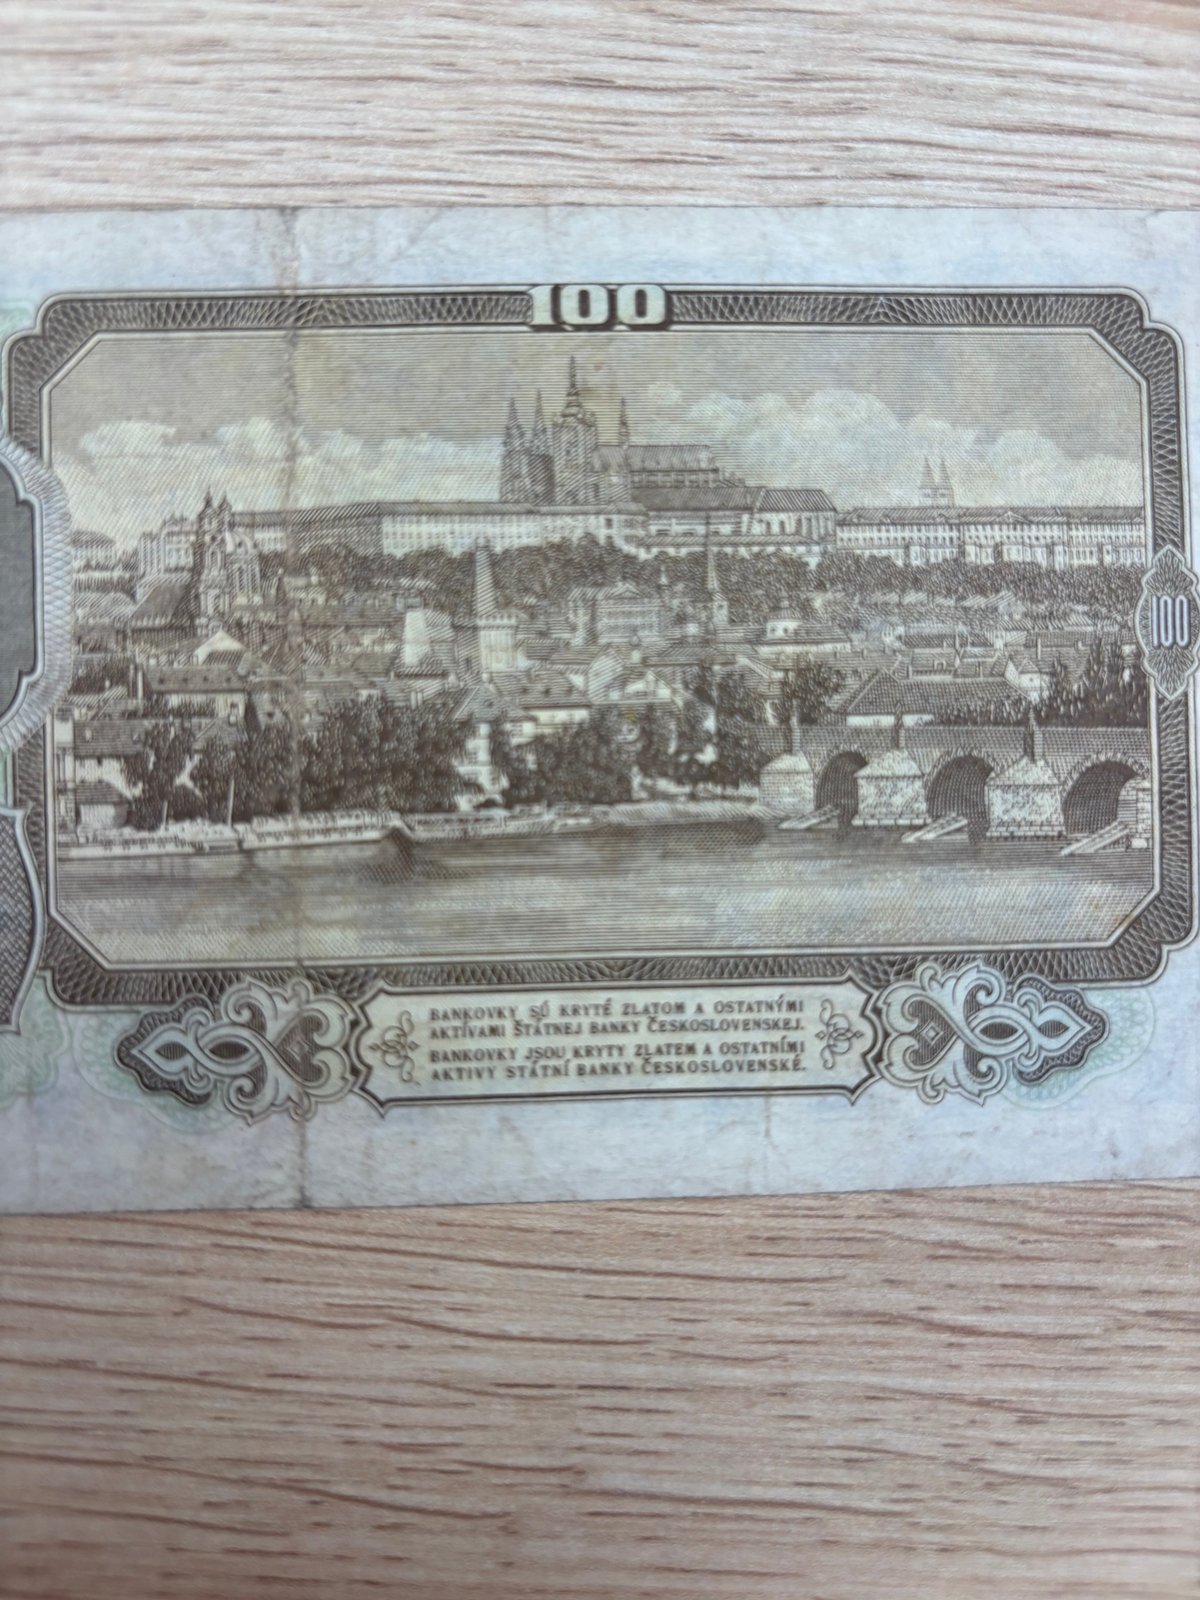 100
100
BANKOVKY SÚ KRYTÉ ZLATOM A OSTATNÝMI
AKTÍVAMI ŠTÁTNEJ BANKY ČESKOSLOVENSKEJ.
BANKOVKY JSOU KRYTY ZLATEM A OSTATNÍMI
AKTIVY STÁTNÍ BANKY ČESKOSLOVENSKÉ.